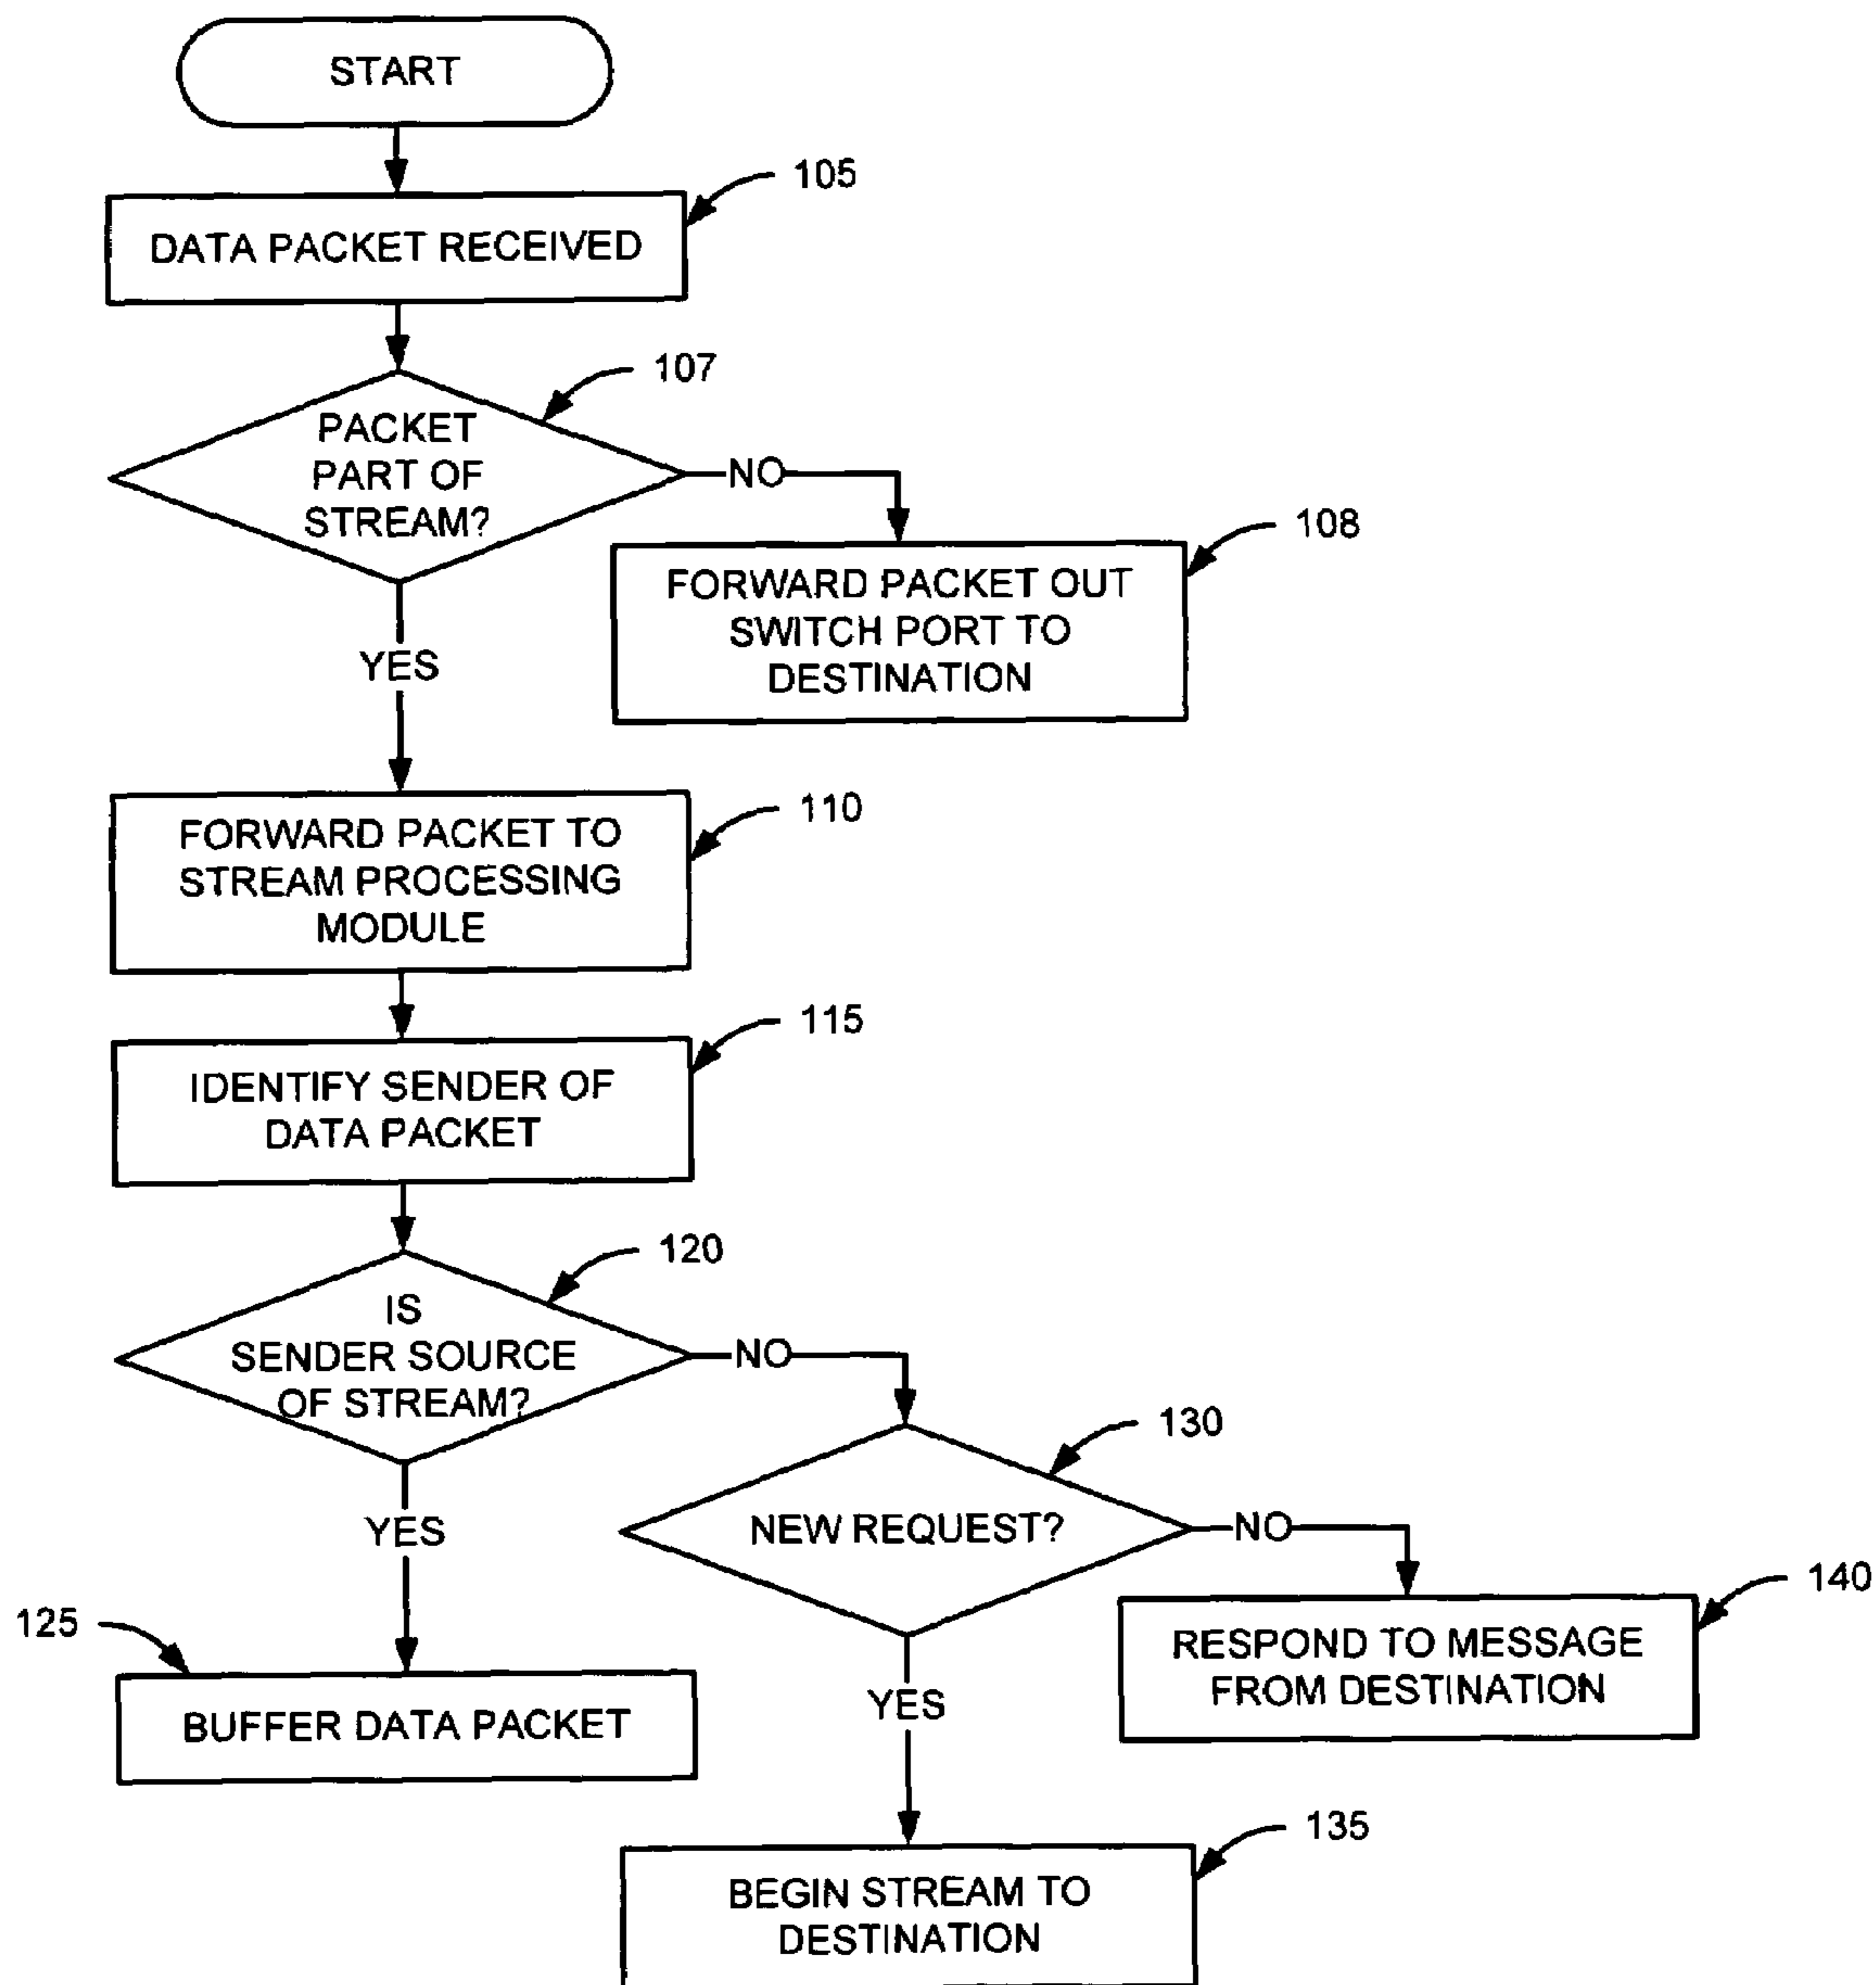 START
105
DATA PACKET RECEIVED
107
PACKET
PART OF
STREAM?
NO
108
FORWARD PACKET OUT
SWITCH PORT TO
DESTINATION
YES
110
FORWARD PACKET TO
STREAM PROCESSING
MODULE
115
IDENTIFY SENDER OF
DATA PACKET
120
IS
SENDER SOURCE
OF STREAM?
NO
130
NEW REQUEST?
NO
YES
140
RESPOND TO MESSAGE
FROM DESTINATION
125
BUFFER DATA PACKET
YES
135
BEGIN STREAM TO
DESTINATION